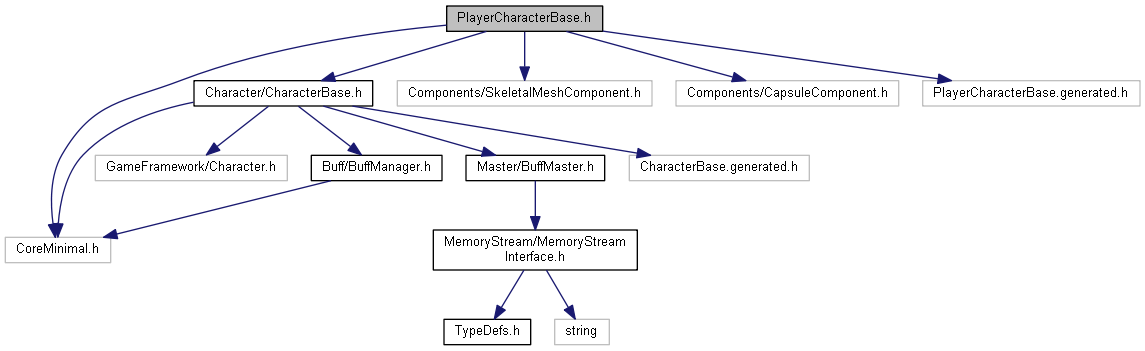 PlayerCharacterBase.h
Character/CharacterBase.h
Components/SkeletalMeshComponent.h
Components/CapsuleComponent.h
PlayerCharacterBase.generated.h
GameFramework/Character.h
Buff/BuffManager.h
Master/BuffMaster.h
CharacterBase.generated.h
CoreMinimal.h
MemoryStream/MemoryStream
Interface.h
TypeDefs.h
string